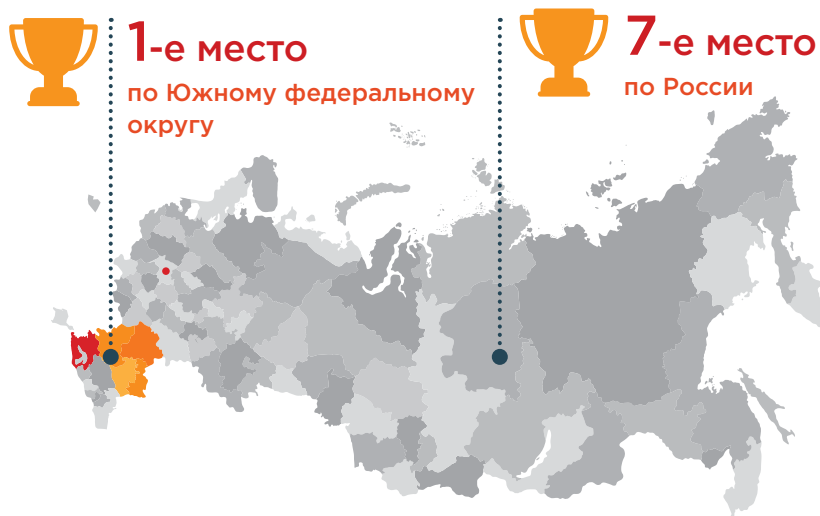 1-е место
по Южному федеральному
округу
7-е место
по России